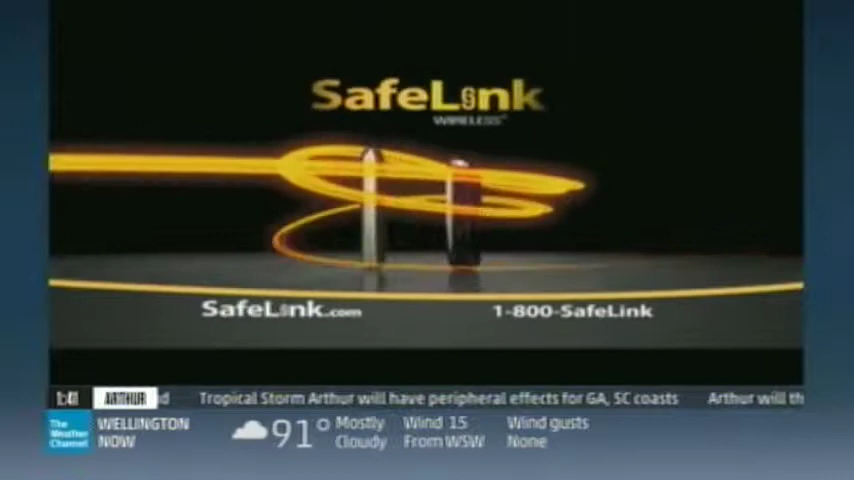 SafeLink
WIRELESS
SafeLink.com
1-800-SafeLink
ARTHUR
Tropical Storm Arthur will have peripheral effects for GA, SC coasts
Arthur will th
The Weather Channel
WELLINGTON
NOW
91°
Mostly
Cloudy
Wind 15
From WSW
Wind gusts
None